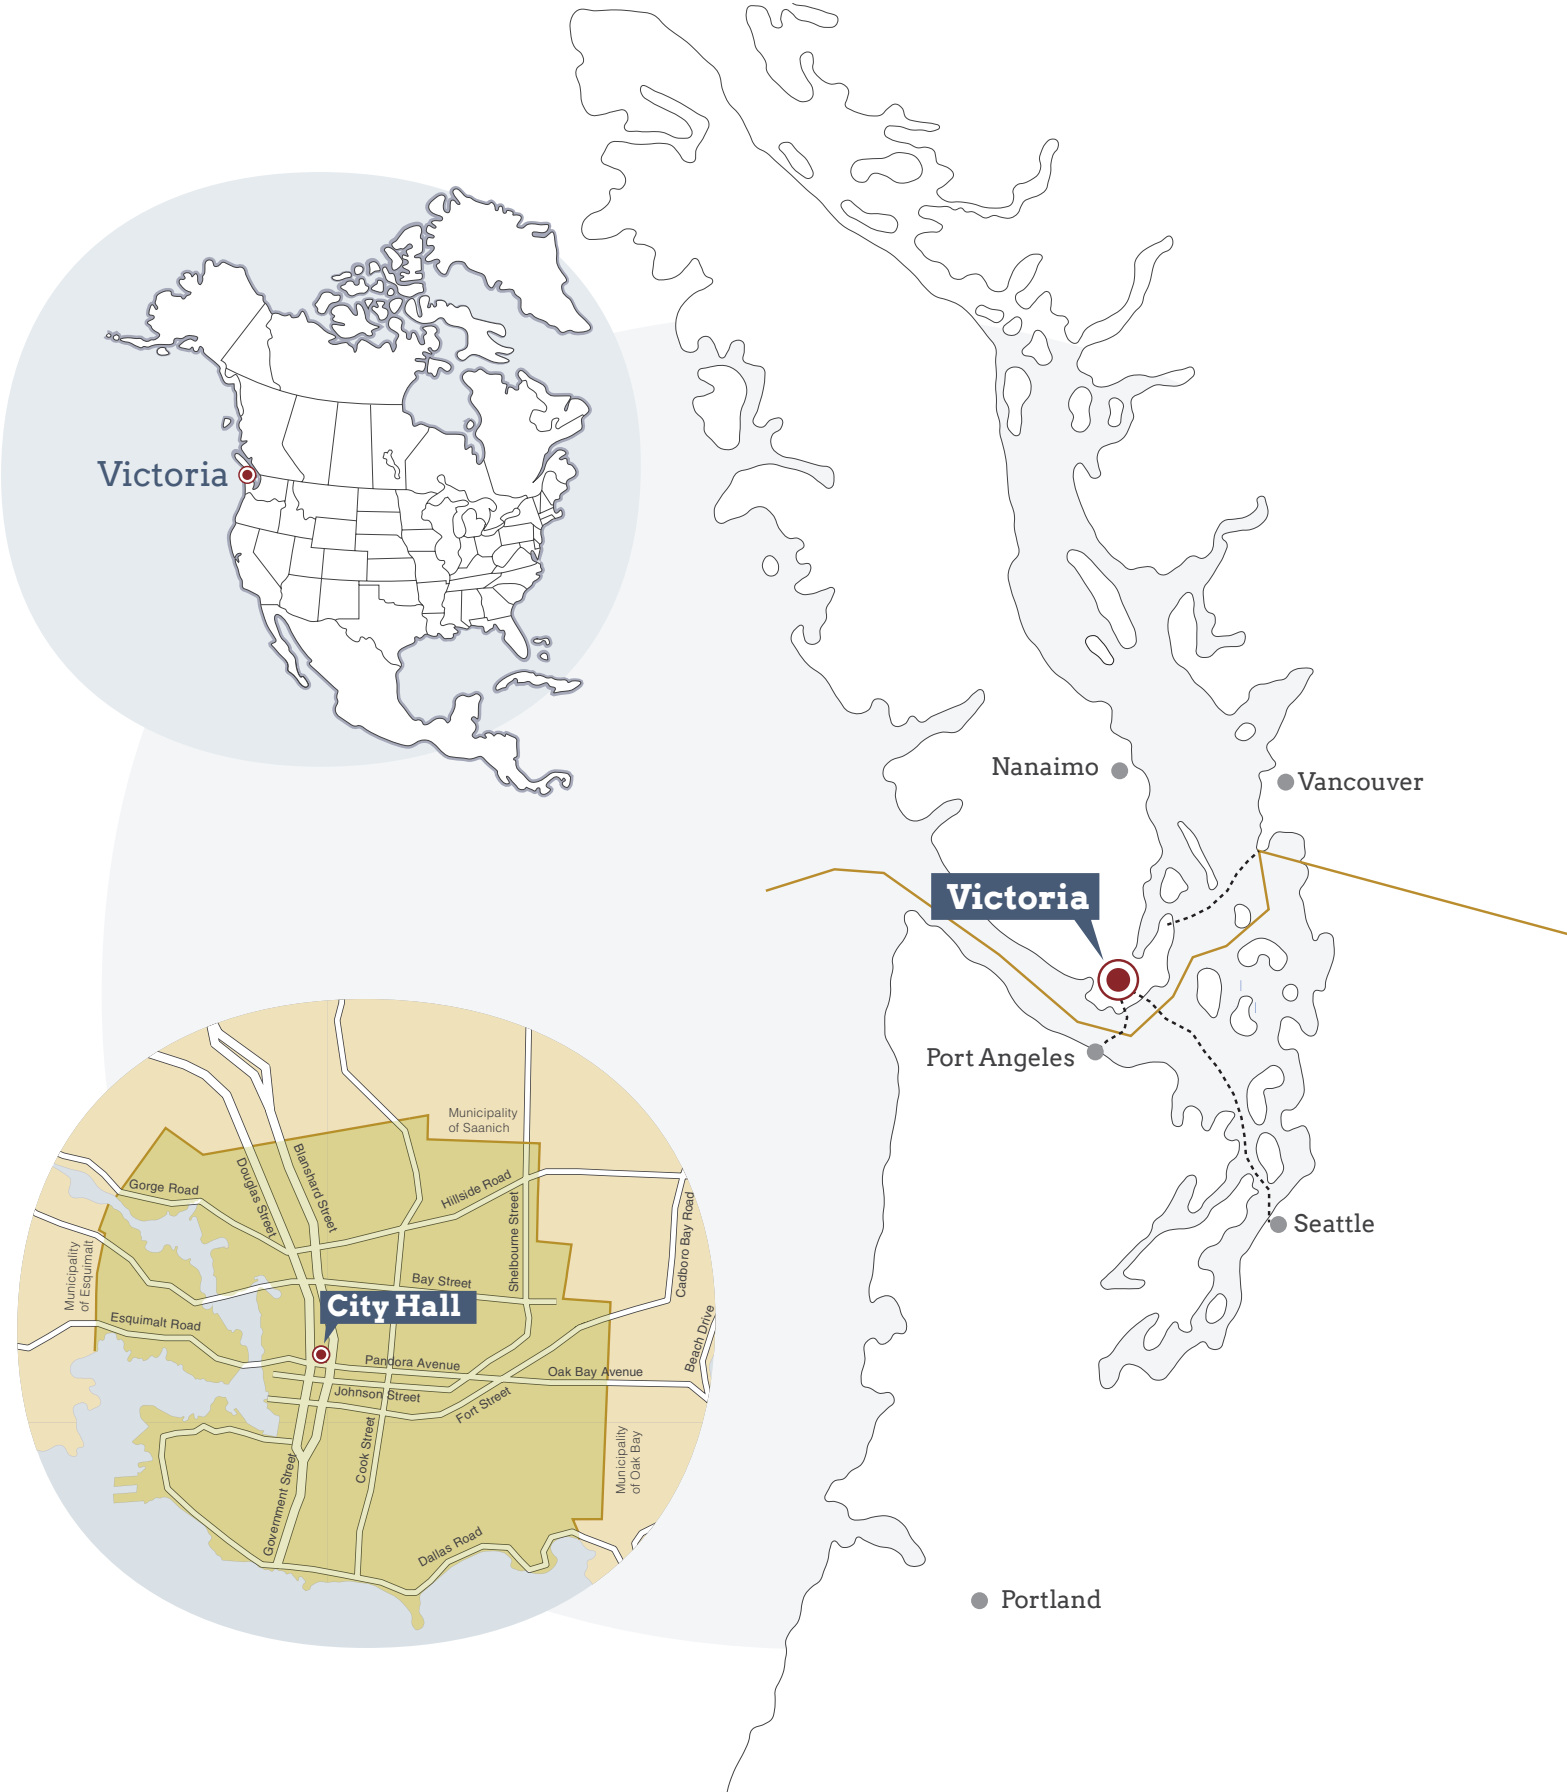 Victoria
Nanaimo
Vancouver
Victoria
Port Angeles
Seattle
Portland
Municipality
of Saanich
Gorge Road
Douglas Street
Blanshard Street
Hillside Road
Shelbourne Street
Cadboro Bay Road
Municipality
of Esquimalt
Bay Street
City Hall
Esquimalt Road
Beach Drive
Pandora Avenue
Oak Bay Avenue
Johnson Street
Fort Street
Cook Street
Government Street
Municipality
of Oak Bay
Dallas Road